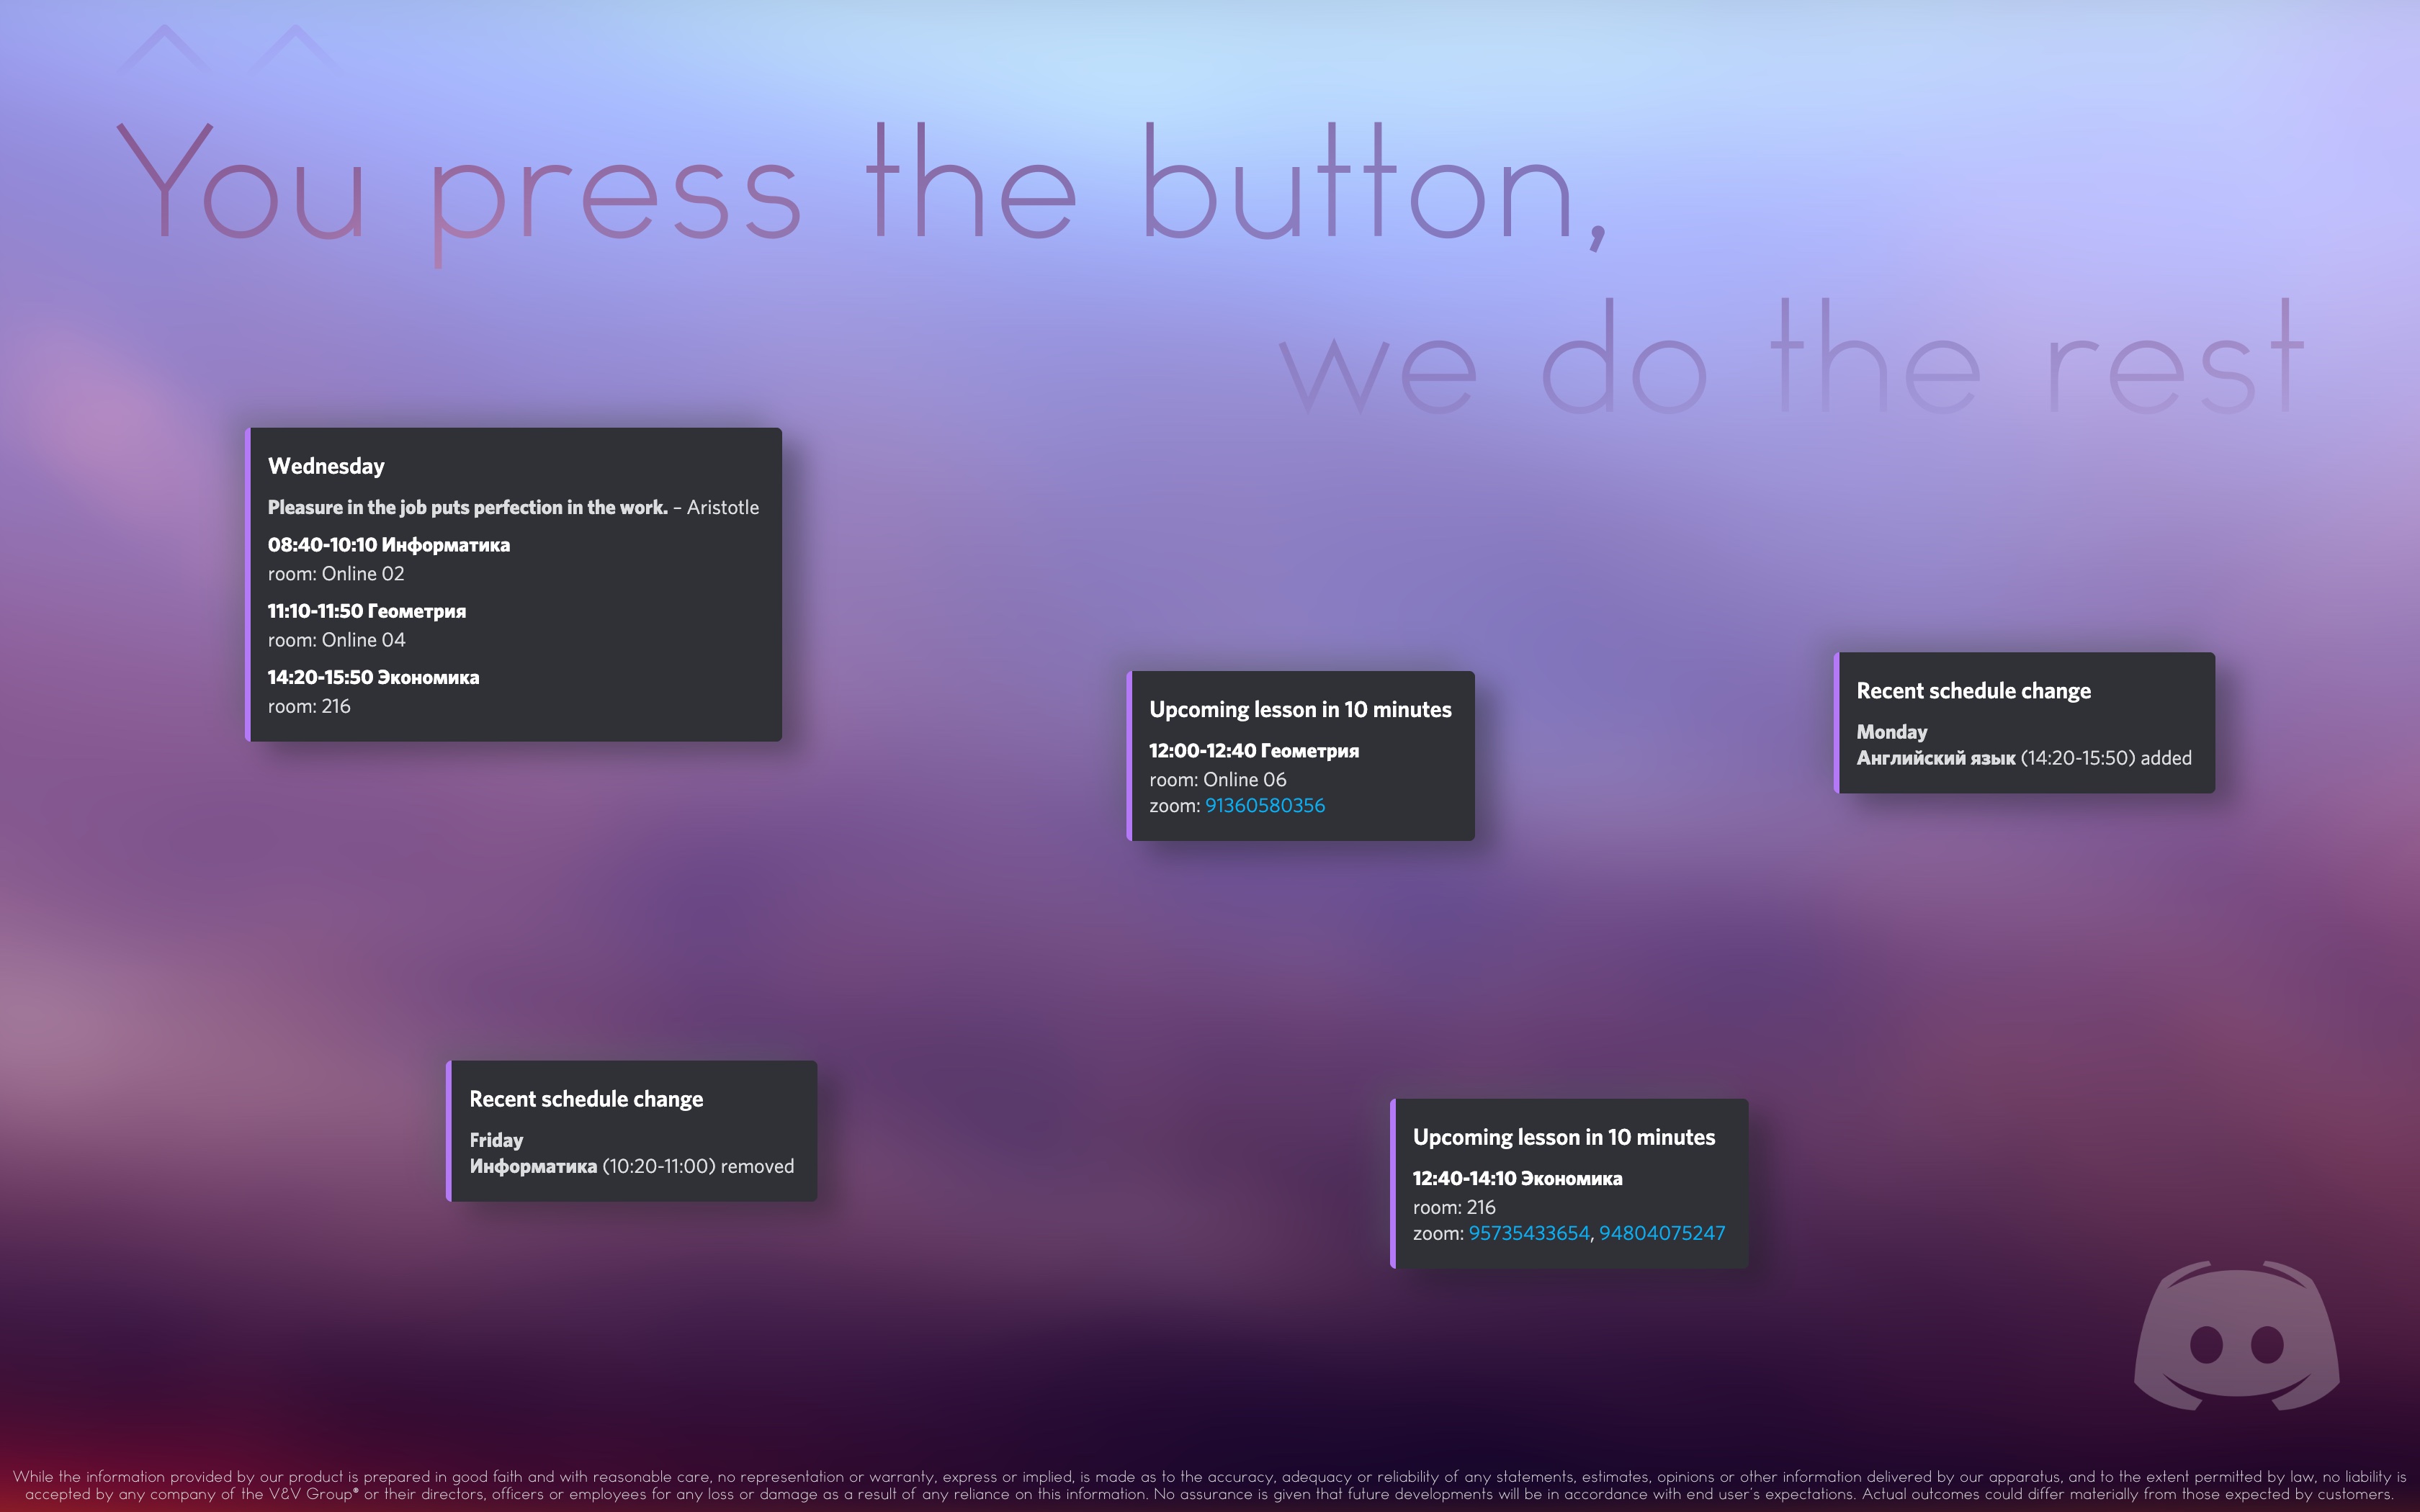 You press the button,
we do the rest
Wednesday
Pleasure in the job puts perfection in the work. – Aristotle
08:40-10:10 Информатика
room: Online 02
11:10-11:50 Геометрия
room: Online 04
14:20-15:50 Экономика
room: 216
Upcoming lesson in 10 minutes
12:00-12:40 Геометрия
room: Online 06
zoom: 91360580356
Recent schedule change
Monday
Английский язык (14:20-15:50) added
Recent schedule change
Friday
Информатика (10:20-11:00) removed
Upcoming lesson in 10 minutes
12:40-14:10 Экономика
room: 216
zoom: 95735433654, 94804075247
While the information provided by our product is prepared in good faith and with reasonable care, no representation or warranty, express or implied, is made as to the accuracy, adequacy or reliability of any statements, estimates, opinions or other information delivered by our apparatus, and to the extent permitted by law, no liability is
accepted by any company of the V&V Group® or their directors, officers or employees for any loss or damage as a result of any reliance on this information. No assurance is given that future developments will be in accordance with end user's expectations. Actual outcomes could differ materially from those expected by customers.